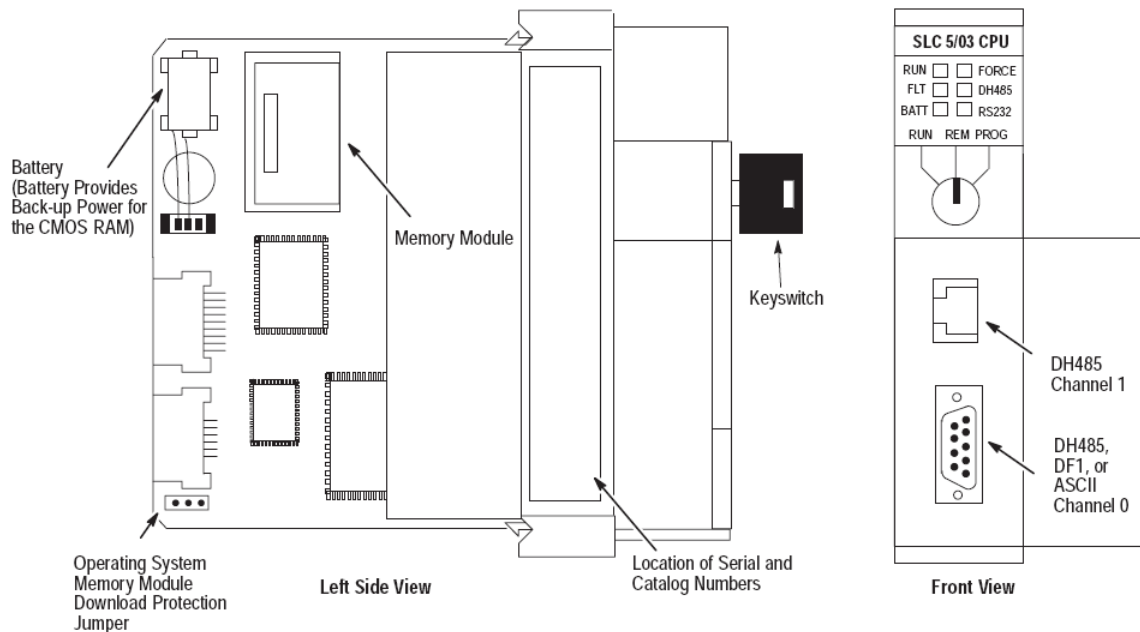 Battery
(Battery Provides
Back-up Power for
the CMOS RAM)
Memory Module
Keyswitch
Operating System
Memory Module
Download Protection
Jumper
Left Side View
Location of Serial and
Catalog Numbers
SLC 5/03 CPU
RUN FORCE
FLT DH485
BATT RS232
RUN REM PROG
DH485
Channel 1
DH485,
DF1, or
ASCII
Channel 0
Front View